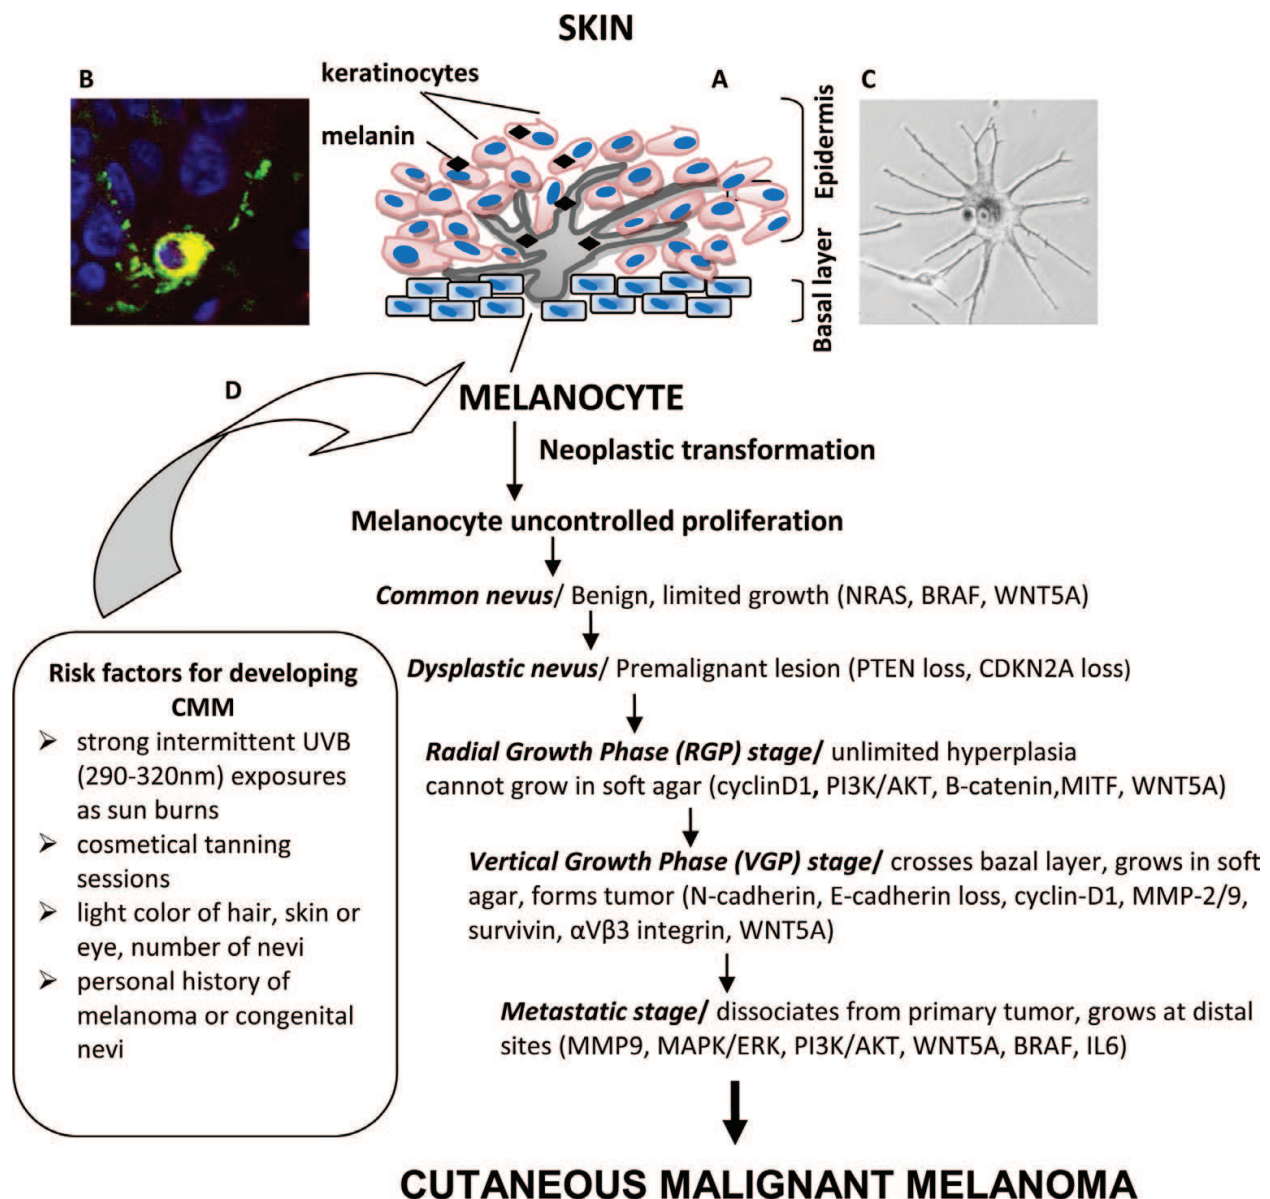 SKIN
B
keratinocytes
A
C
melanin
Epidermis
Basal layer
D
MELANOCYTE
Neoplastic transformation
Melanocyte uncontrolled proliferation
Common nevus/ Benign, limited growth (NRAS, BRAF, WNT5A)
Dysplastic nevus/ Premalignant lesion (PTEN loss, CDKN2A loss)
Radial Growth Phase (RGP) stage/ unlimited hyperplasia
cannot grow in soft agar (cyclinD1, PI3K/AKT, B-catenin,MITF, WNT5A)
Vertical Growth Phase (VGP) stage/ crosses bazal layer, grows in soft
agar, forms tumor (N-cadherin, E-cadherin loss, cyclin-D1, MMP-2/9,
survivin, αVβ3 integrin, WNT5A)
Metastatic stage/ dissociates from primary tumor, grows at distal
sites (MMP9, MAPK/ERK, PI3K/AKT, WNT5A, BRAF, IL6)
CUTANEOUS MALIGNANT MELANOMA
Risk factors for developing
CMM
➢ strong intermittent UVB
(290-320nm) exposures
as sun burns
➢ cosmetical tanning
sessions
➢ light color of hair, skin or
eye, number of nevi
➢ personal history of
melanoma or congenital
nevi